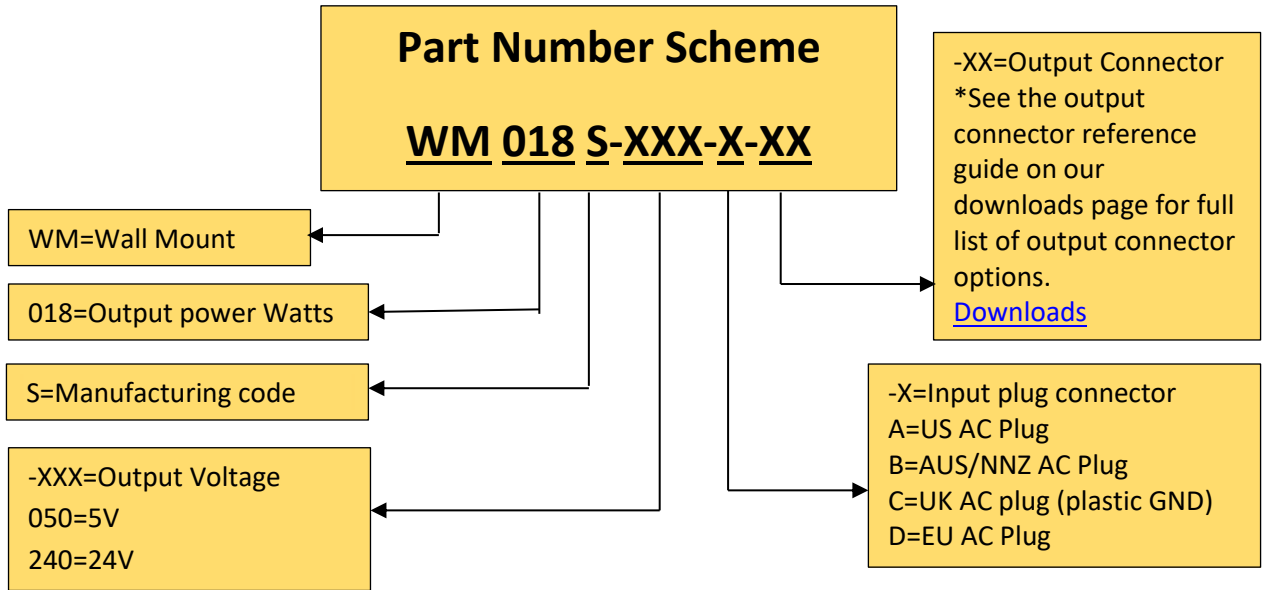 Part Number Scheme
WM 018 S-XXX-X-XX
-XX=Output Connector
*See the output
connector reference
guide on our
downloads page for full
list of output connector
options.
Downloads
WM=Wall Mount
018=Output power Watts
S=Manufacturing code
-XXX=Output Voltage
050=5V
240=24V
-X=Input plug connector
A=US AC Plug
B=AUS/NNZ AC Plug
C=UK AC plug (plastic GND)
D=EU AC Plug